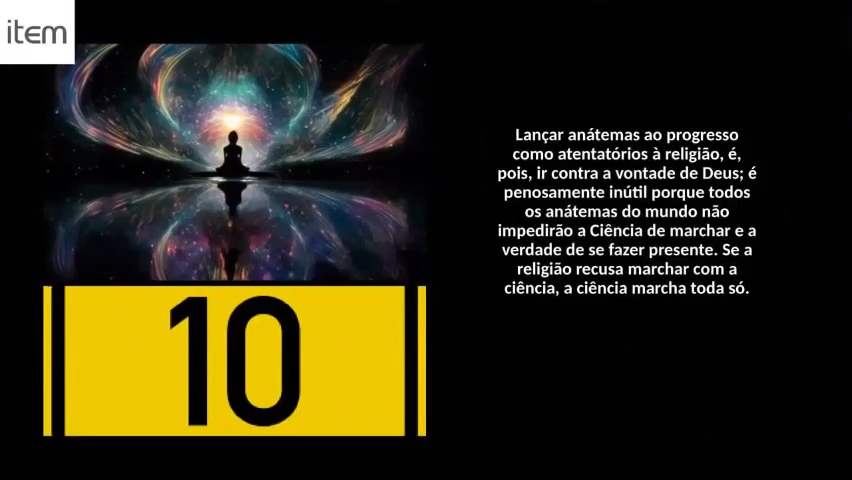 item
Lançar anátemas ao progresso
como atentatórios à religião, é,
pois, ir contra a vontade de Deus; é
penosamente inútil porque todos
os anátemas do mundo não
impedirão a Ciência de marchar e a
verdade de se fazer presente. Se a
religião recusa marchar com a
ciência, a ciência marcha toda só.
10